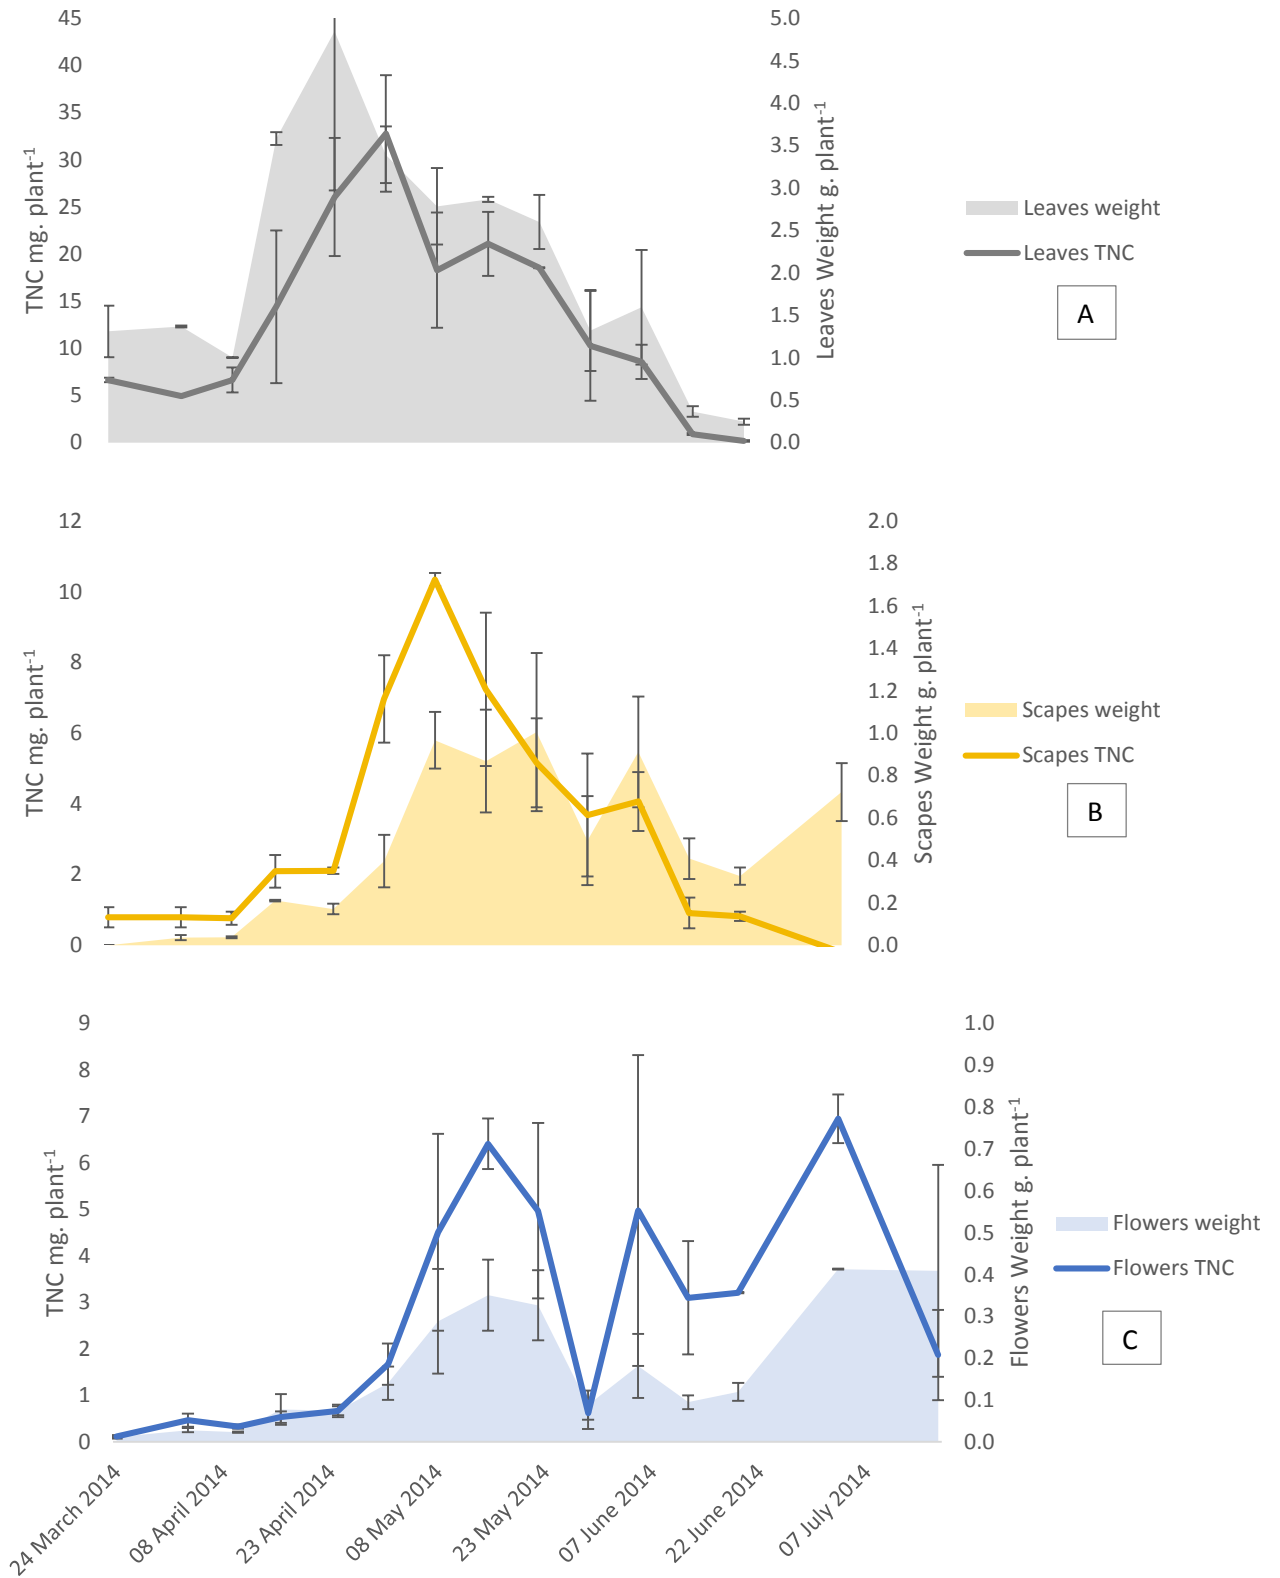 45
40
35
30
25
20
15
10
5
0
TNC mg. plant-1
5.0
4.5
4.0
3.5
3.0
2.5
2.0
1.5
1.0
0.5
0.0
Leaves Weight g. plant-1
Leaves weight
Leaves TNC
A
12
10
8
6
4
2
0
TNC mg. plant-1
2.0
1.8
1.6
1.4
1.2
1.0
0.8
0.6
0.4
0.2
0.0
Scapes Weight g. plant-1
Scapes weight
Scapes TNC
B
9
8
7
6
5
4
3
2
1
0
TNC mg. plant-1
1.0
0.9
0.8
0.7
0.6
0.5
0.4
0.3
0.2
0.1
0.0
Flowers Weight g. plant-1
Flowers weight
Flowers TNC
C
24 March 2014
08 April 2014
23 April 2014
08 May 2014
23 May 2014
07 June 2014
22 June 2014
07 July 2014